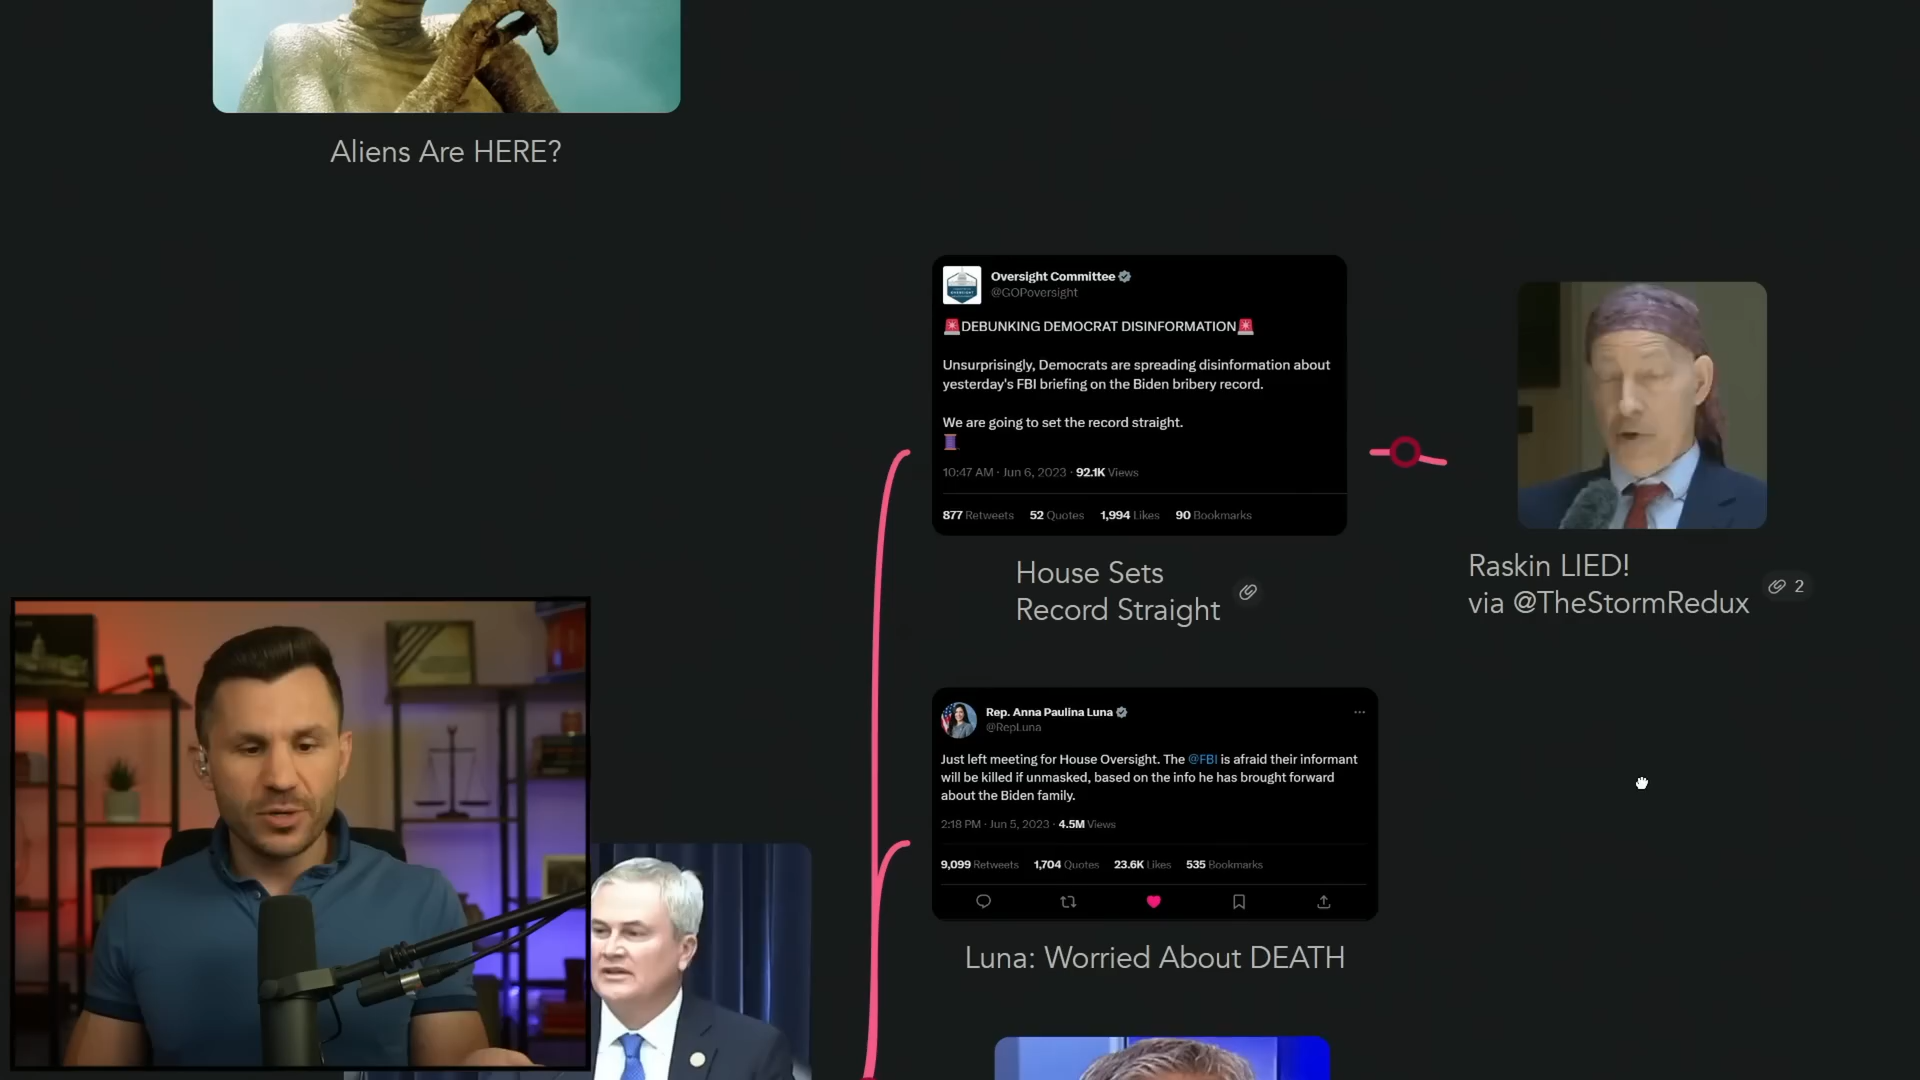 Aliens Are HERE?
Oversight Committee
@GOPoversight
🚨DEBUNKING DEMOCRAT DISINFORMATION🚨
Unsurprisingly, Democrats are spreading disinformation about
yesterday's FBI briefing on the Biden bribery record.
We are going to set the record straight.
🧵
10:47 AM · Jun 6, 2023 · 92.1K Views
877 Retweets 52 Quotes 1,994 Likes 90 Bookmarks
House Sets
Record Straight
Raskin LIED!
via @TheStormRedux
2
Rep. Anna Paulina Luna
@RepLuna
Just left meeting for House Oversight. The @FBI is afraid their informant
will be killed if unmasked, based on the info he has brought forward
about the Biden family.
2:18 PM · Jun 5, 2023 · 4.5M Views
9,099 Retweets 1,704 Quotes 23.6K Likes 535 Bookmarks
Luna: Worried About DEATH